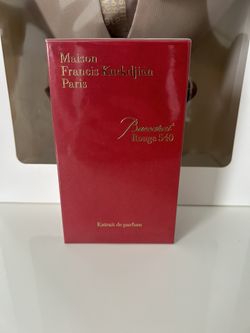 Maison
Francis Kurkdjian
Paris
Baccarat
Rouge 540
Extrait de parfum